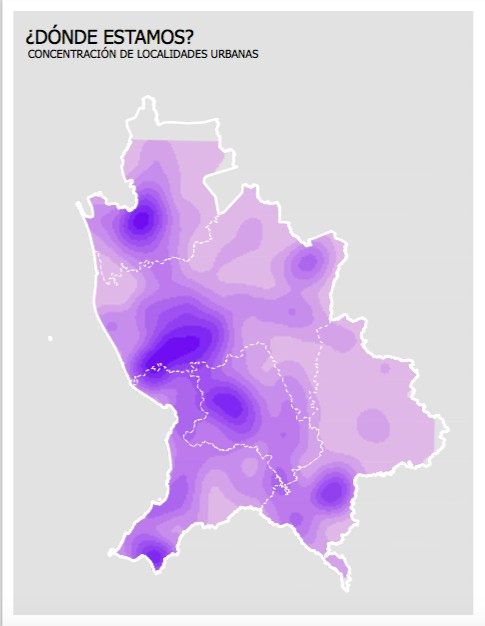 ¿DÓNDE ESTAMOS?
CONCENTRACIÓN DE LOCALIDADES URBANAS